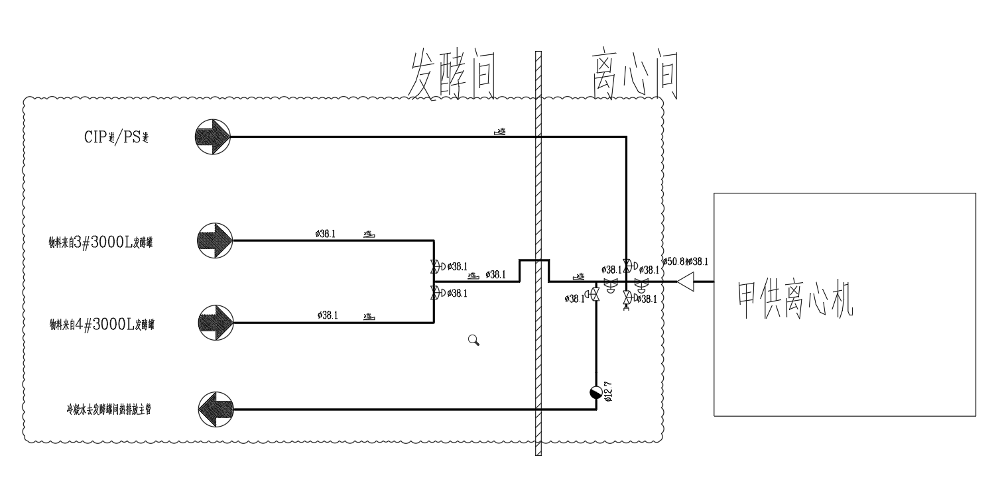 发酵间
离心间
CIP进/PS进
物料来自3#3000L发酵罐
ø38.1
ø38.1
ø38.1
ø38.1
物料来自4#3000L发酵罐
ø38.1
ø38.1
ø38.1
ø50.8*ø38.1
ø38.1
ø38.1
甲供离心机
ø12.7
冷凝水去发酵罐间热排放主管